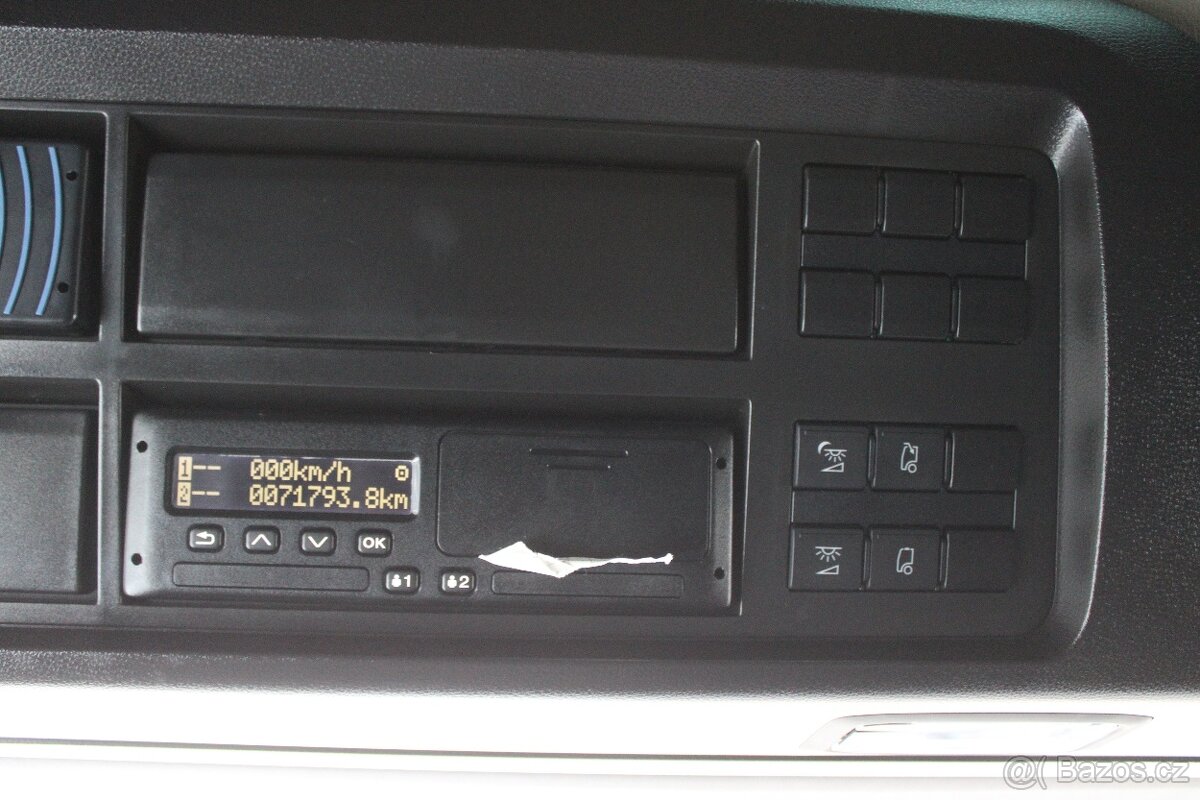 1-- 000km/h
2-- 0071793.8km
OK
1 2
@( Bazos.cz